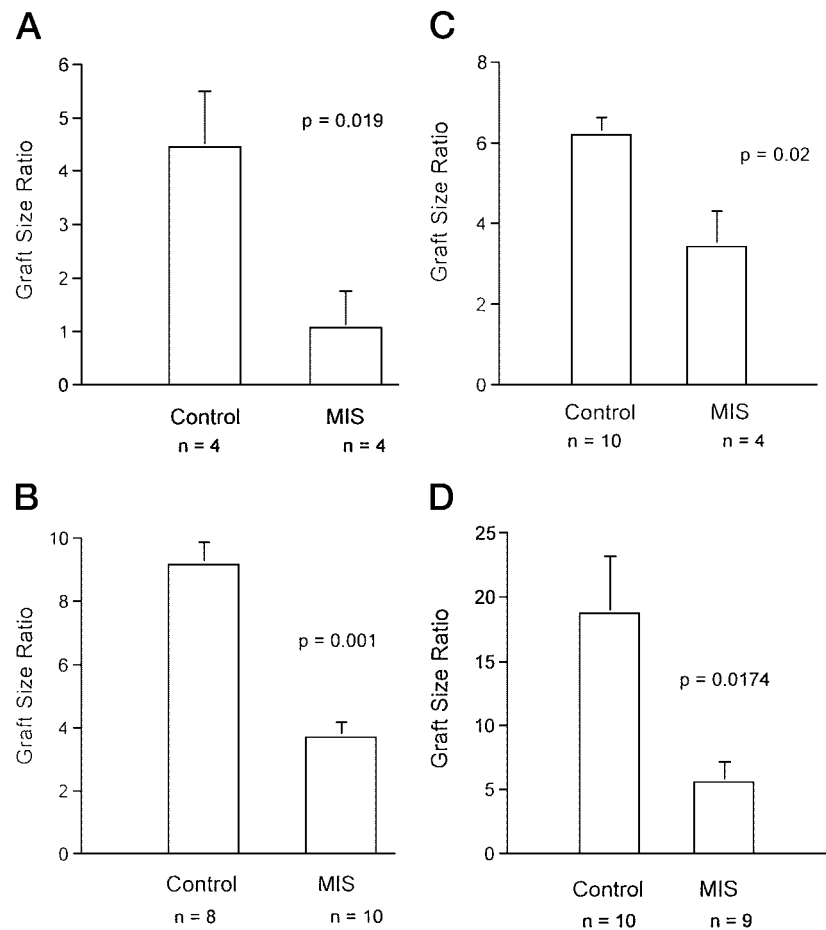 A
Graft Size Ratio
6
5
4
3
2
1
0
p = 0.019
Control
MIS
n = 4
n = 4
C
Graft Size Ratio
8
6
4
2
0
p = 0.02
Control
MIS
n = 10
n = 4
B
Graft Size Ratio
10
8
6
4
2
0
p = 0.001
Control
MIS
n = 8
n = 10
D
Graft Size Ratio
25
20
15
10
5
0
p = 0.0174
Control
MIS
n = 10
n = 9